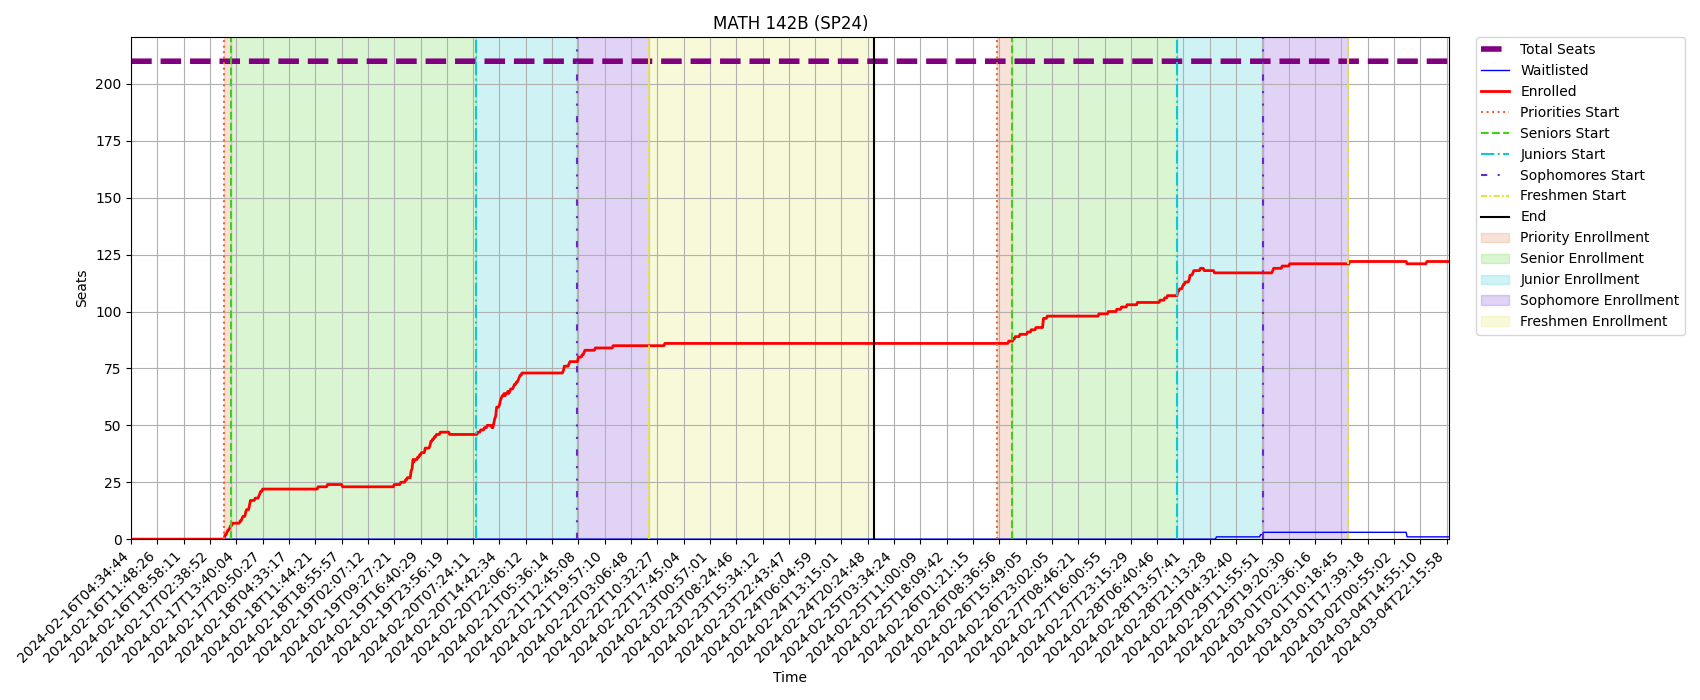 MATH 142B (SP24)
Seats
200
175
150
125
100
75
50
25
0
2024-02-16T04:34:44
2024-02-16T11:48:26
2024-02-16T18:58:11
2024-02-17T02:38:52
2024-02-17T13:40:04
2024-02-17T20:50:27
2024-02-18T04:33:17
2024-02-18T11:44:21
2024-02-18T18:55:57
2024-02-19T02:07:12
2024-02-19T09:27:21
2024-02-19T16:40:29
2024-02-19T23:56:19
2024-02-20T07:24:11
2024-02-20T14:42:34
2024-02-20T22:06:12
2024-02-21T05:36:14
2024-02-21T12:45:08
2024-02-21T19:57:10
2024-02-22T03:06:48
2024-02-22T10:32:27
2024-02-22T17:45:04
2024-02-23T00:57:01
2024-02-23T08:24:46
2024-02-23T15:34:12
2024-02-23T22:43:47
2024-02-24T06:04:59
2024-02-24T13:15:01
2024-02-24T20:24:48
2024-02-25T03:34:24
2024-02-25T11:00:09
2024-02-25T18:09:42
2024-02-26T01:21:15
2024-02-26T08:36:56
2024-02-26T15:49:05
2024-02-26T23:02:05
2024-02-27T08:46:21
2024-02-27T16:00:55
2024-02-27T23:15:29
2024-02-28T06:40:46
2024-02-28T13:57:41
2024-02-28T21:13:28
2024-02-29T04:32:40
2024-02-29T11:55:51
2024-02-29T19:20:30
2024-03-01T02:36:16
2024-03-01T10:18:45
2024-03-01T17:39:18
2024-03-02T00:55:02
2024-03-04T14:55:10
2024-03-04T22:15:58
Time
Total Seats
Waitlisted
Enrolled
Priorities Start
Seniors Start
Juniors Start
Sophomores Start
Freshmen Start
End
Priority Enrollment
Senior Enrollment
Junior Enrollment
Sophomore Enrollment
Freshmen Enrollment